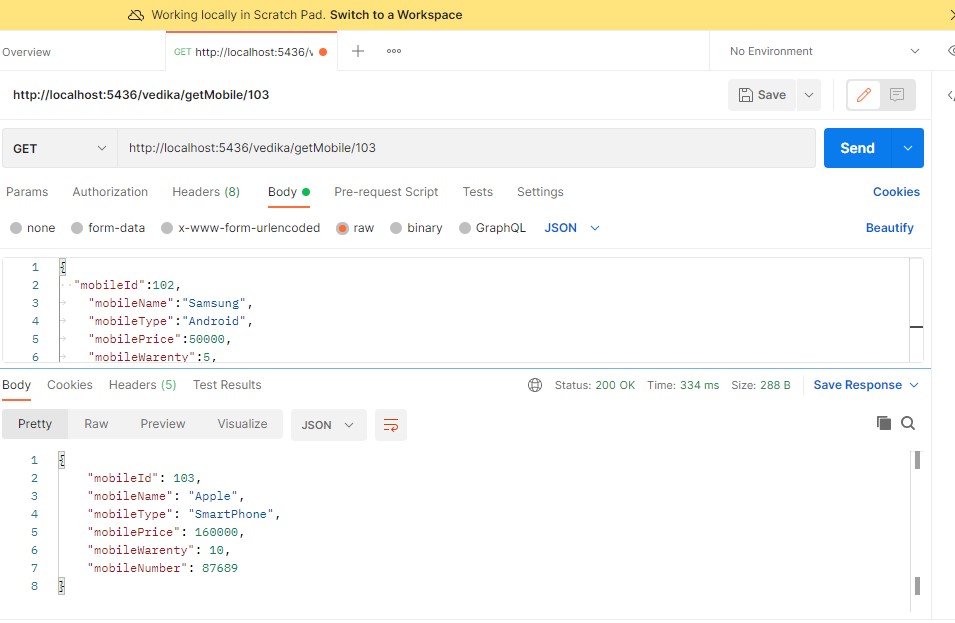 Working locally in Scratch Pad. Switch to a Workspace
Overview
GET http://localhost:5436/v
No Environment
http://localhost:5436/vedika/getMobile/103
Save
GET http://localhost:5436/vedika/getMobile/103 Send
Params Authorization Headers (8) Body Pre-request Script Tests Settings Cookies
none form-data x-www-form-urlencoded raw binary GraphQL JSON Beautify
1 {
2 "mobileId":102,
3 "mobileName":"Samsung",
4 "mobileType":"Android",
5 "mobilePrice":50000,
6 "mobileWarenty":5,
Body Cookies Headers (5) Test Results Status: 200 OK Time: 334 ms Size: 288 B Save Response
Pretty Raw Preview Visualize JSON
1 {
2 "mobileId": 103,
3 "mobileName": "Apple",
4 "mobileType": "SmartPhone",
5 "mobilePrice": 160000,
6 "mobileWarenty": 10,
7 "mobileNumber": 87689
8 }